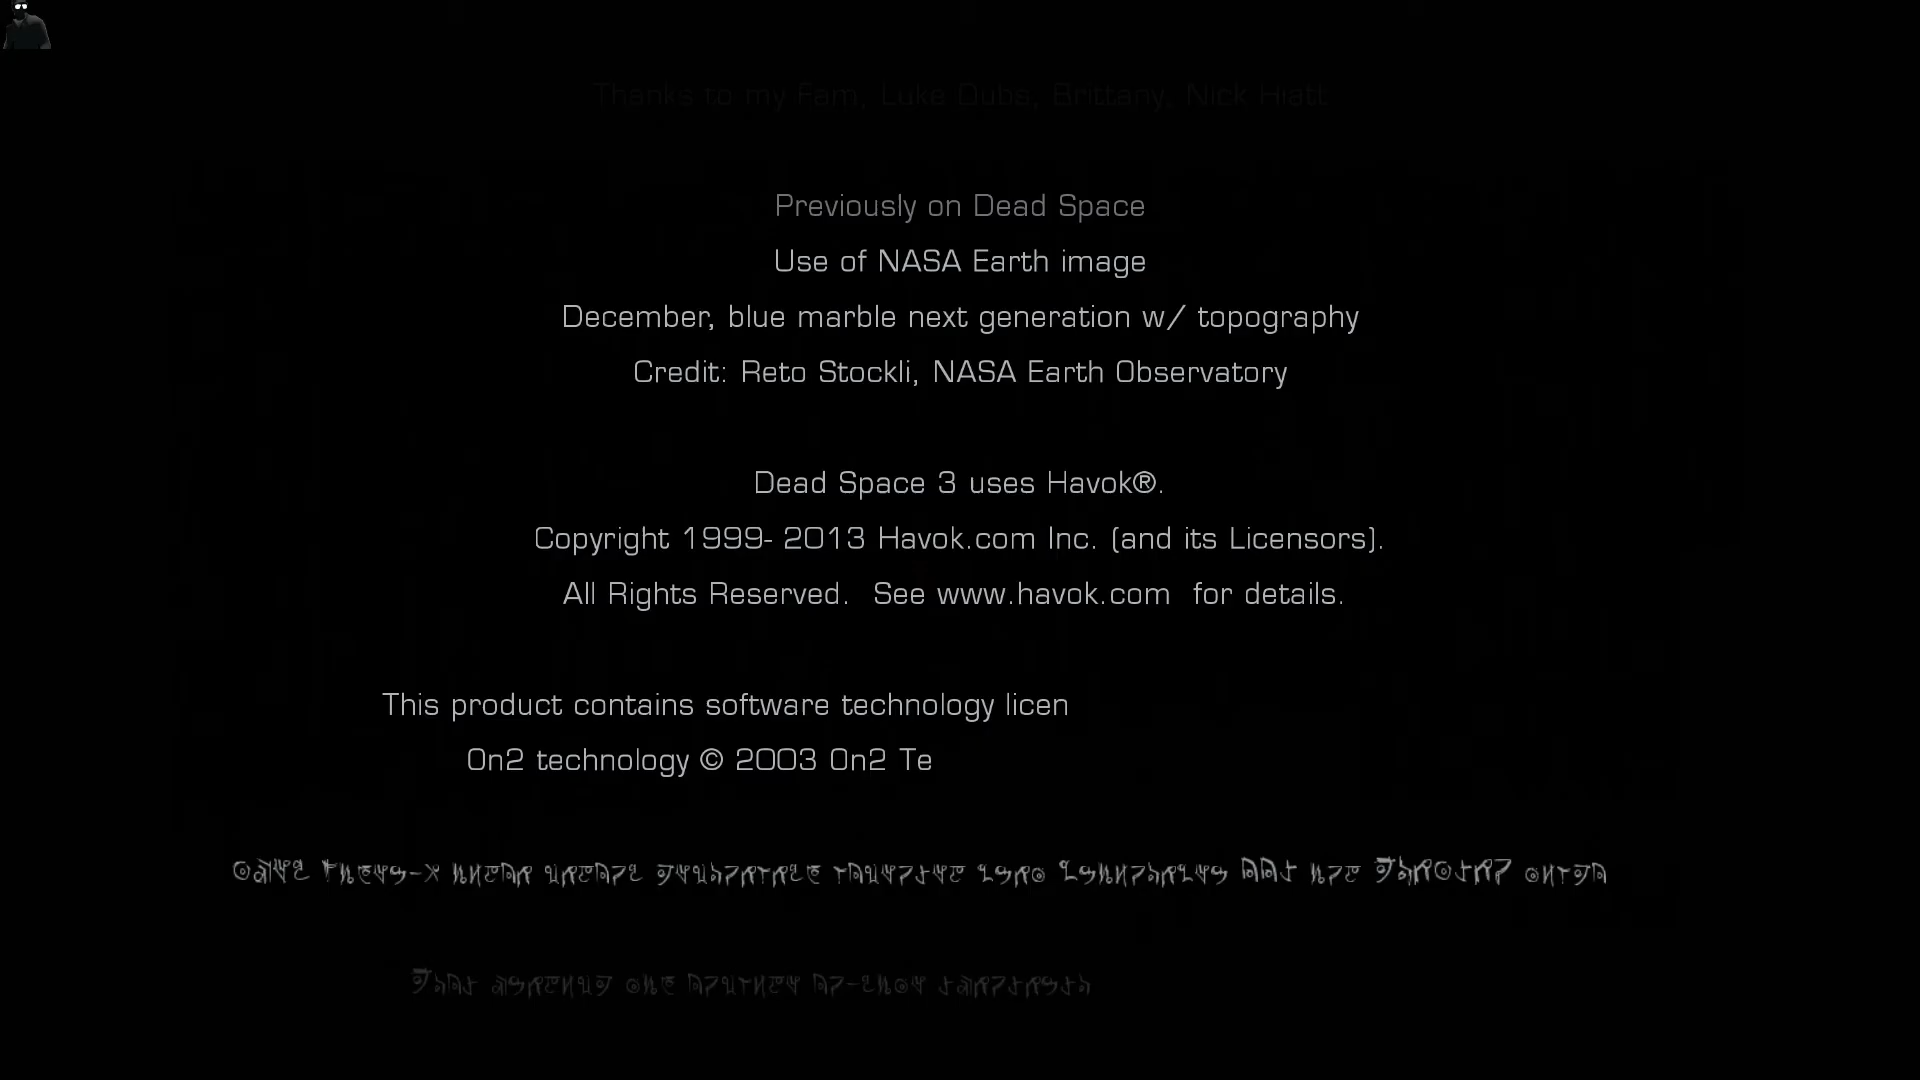 Thanks to my Fam, Luke Dubs, Brittany, Nick Hiatt
Previously on Dead Space
Use of NASA Earth image
December, blue marble next generation w/ topography
Credit: Reto Stockli, NASA Earth Observatory
Dead Space 3 uses Havok®.
Copyright 1999- 2013 Havok.com Inc. (and its Licensors).
All Rights Reserved. See www.havok.com for details.
This product contains software technology licen
On2 technology © 2003 On2 Te